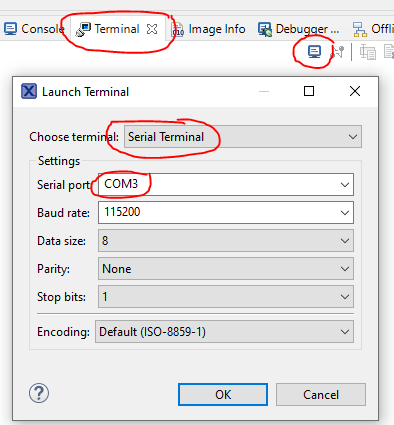 Console Terminal Image Info Debugger ... Offli
Launch Terminal
Choose terminal: Serial Terminal
Settings
Serial port: COM3
Baud rate: 115200
Data size: 8
Parity: None
Stop bits: 1
Encoding: Default (ISO-8859-1)
OK Cancel